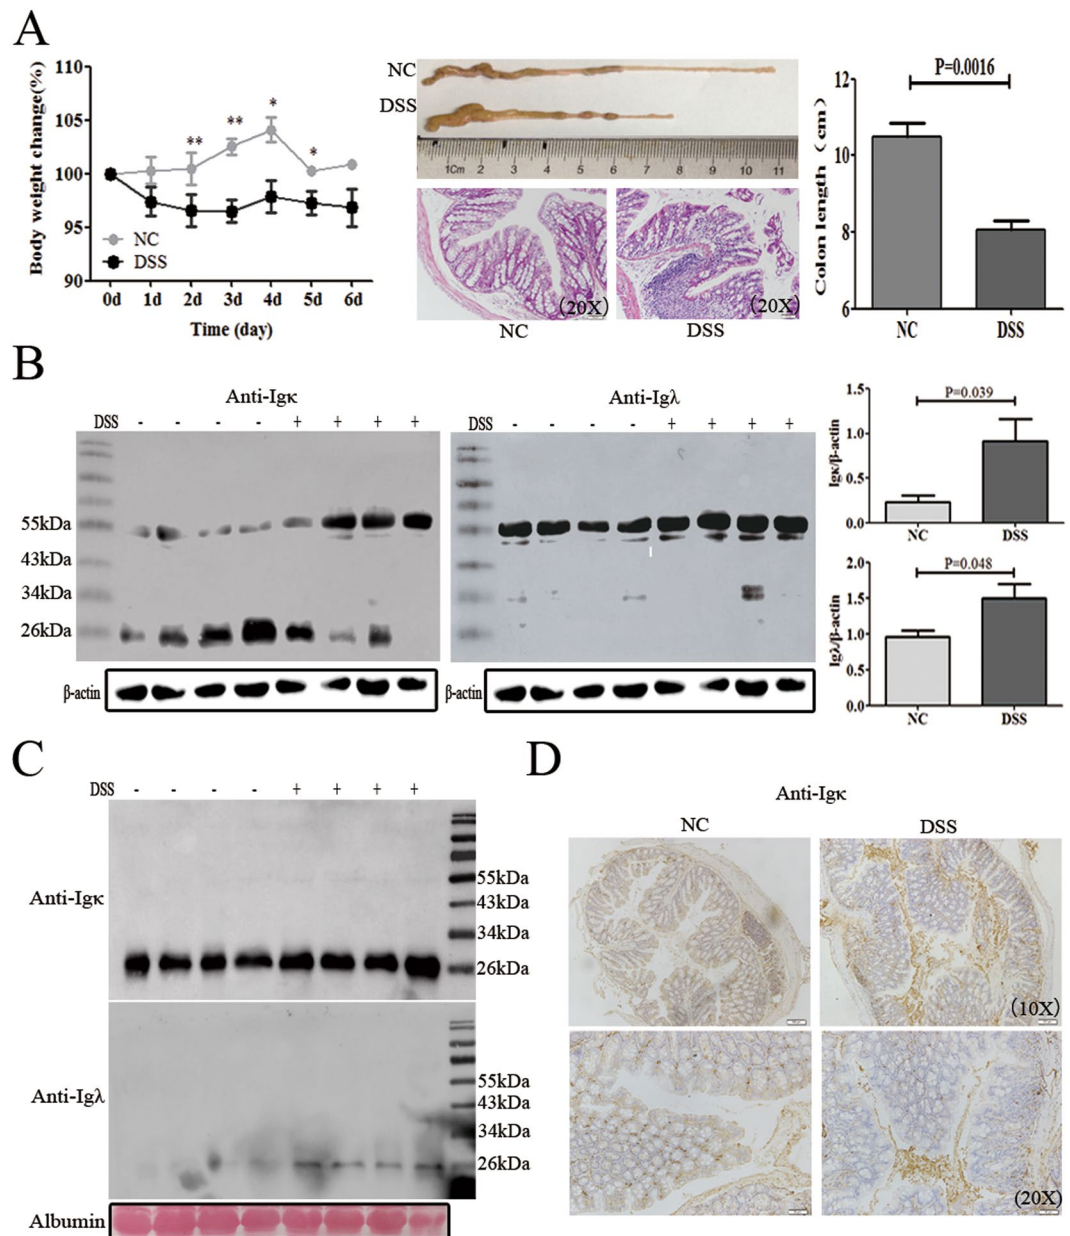 A
Body weight change(%)
110
105
100
95
90
** ** * *
NC
DSS
0d 1d 2d 3d 4d 5d 6d
Time (day)
NC
DSS
1Cm 2 3 4 5 6 7 8 9 10 11
(20X) (20X)
NC DSS
Colon length (cm)
12
10
8
6
P=0.0016
NC DSS
B
Anti-Igκ
DSS - - - - + + + +
55kDa
43kDa
34kDa
26kDa
β-actin
Anti-Igλ
DSS - - - - + + + +
β-actin
Igκ/β-actin
1.5
1.0
0.5
0.0
P=0.039
NC DSS
Igλ/β-actin
2.0
1.5
1.0
0.5
0.0
P=0.048
NC DSS
C
DSS - - - - + + + +
Anti-Igκ
55kDa
43kDa
34kDa
26kDa
Anti-Igλ
55kDa
43kDa
34kDa
26kDa
Albumin
D
Anti-Igκ
NC DSS
(10X)
(20X)